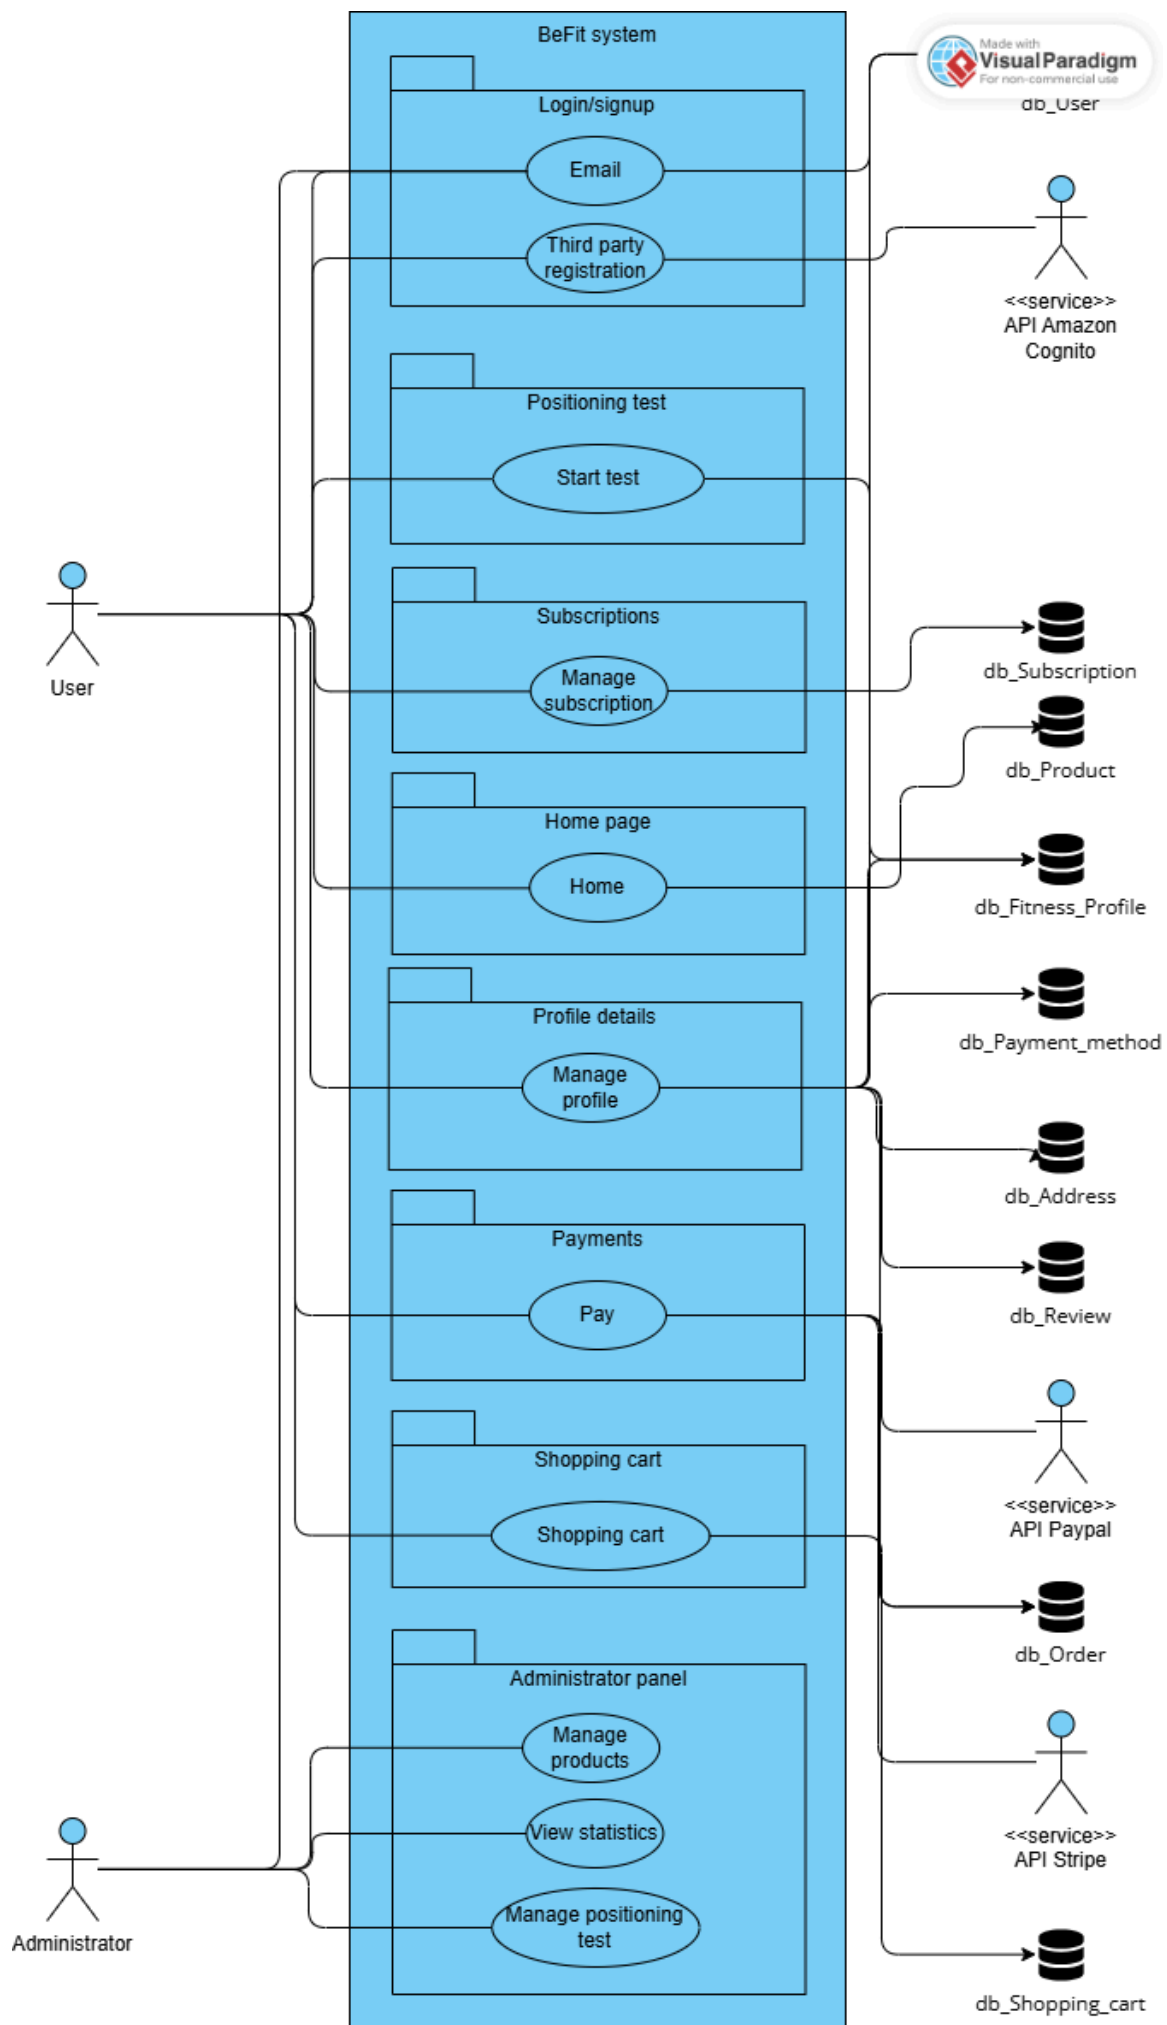 BeFit system
Made with
Visual Paradigm
For non-commercial use
db_User
Login/signup
Email
Third party
registration
<<service>>
API Amazon
Cognito
Positioning test
Start test
User
Subscriptions
Manage
subscription
db_Subscription
db_Product
Home page
Home
db_Fitness_Profile
Profile details
Manage
profile
db_Payment_method
db_Address
Payments
Pay
db_Review
Shopping cart
Shopping cart
<<service>>
API Paypal
db_Order
Administrator panel
Manage
products
View statistics
Manage positioning
test
Administrator
<<service>>
API Stripe
db_Shopping_cart